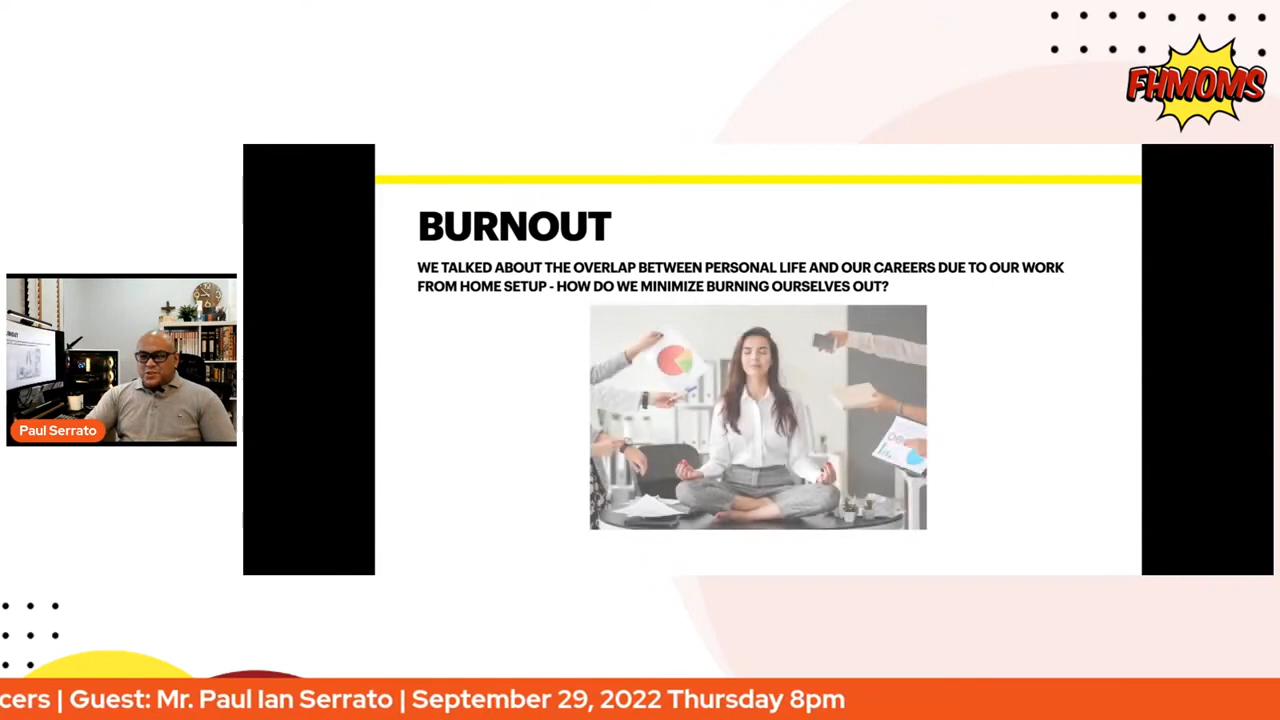 FHMOMS
BURNOUT
WE TALKED ABOUT THE OVERLAP BETWEEN PERSONAL LIFE AND OUR CAREERS DUE TO OUR WORK
FROM HOME SETUP - HOW DO WE MINIMIZE BURNING OURSELVES OUT?
Paul Serrato
cers | Guest: Mr. Paul Ian Serrato | September 29, 2022 Thursday 8pm